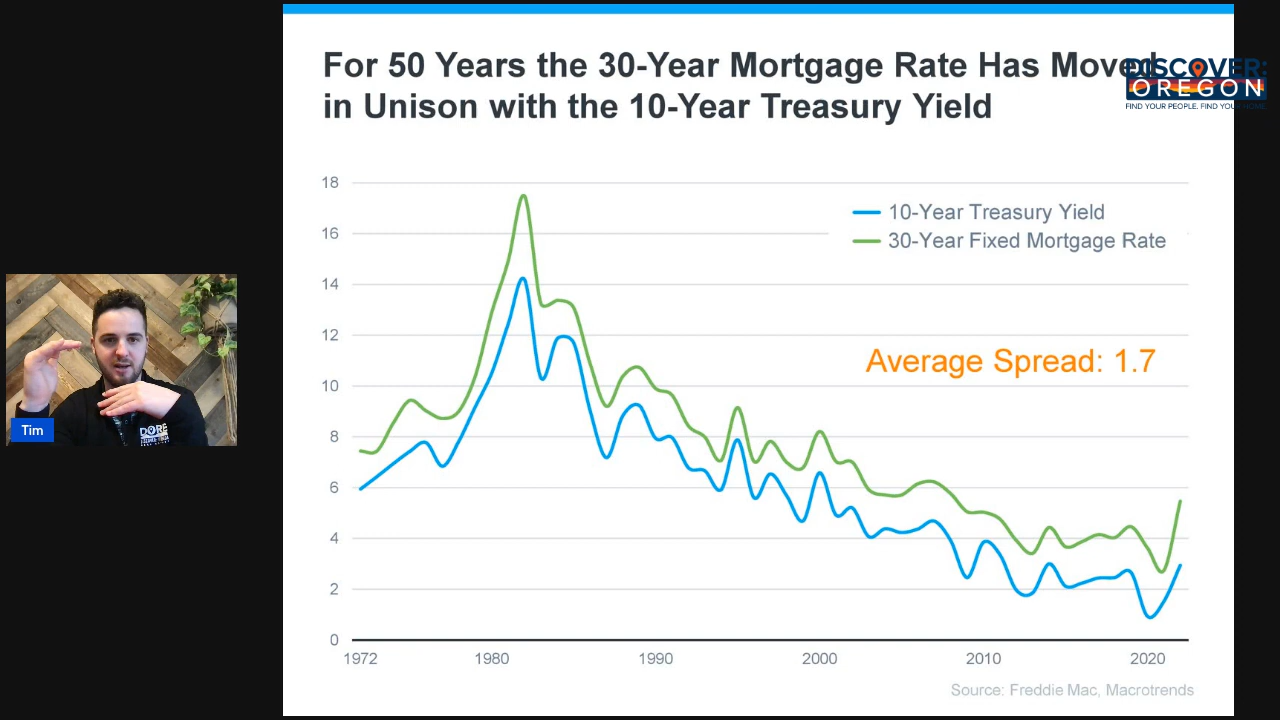 For 50 Years the 30-Year Mortgage Rate Has Moved
in Unison with the 10-Year Treasury Yield
DISCOVER:
OREGON
FIND YOUR PEOPLE. FIND YOUR HOME.
18
16
14
12
10
8
6
4
2
0
10-Year Treasury Yield
30-Year Fixed Mortgage Rate
Average Spread: 1.7
1972 1980 1990 2000 2010 2020
Source: Freddie Mac, Macrotrends
Tim